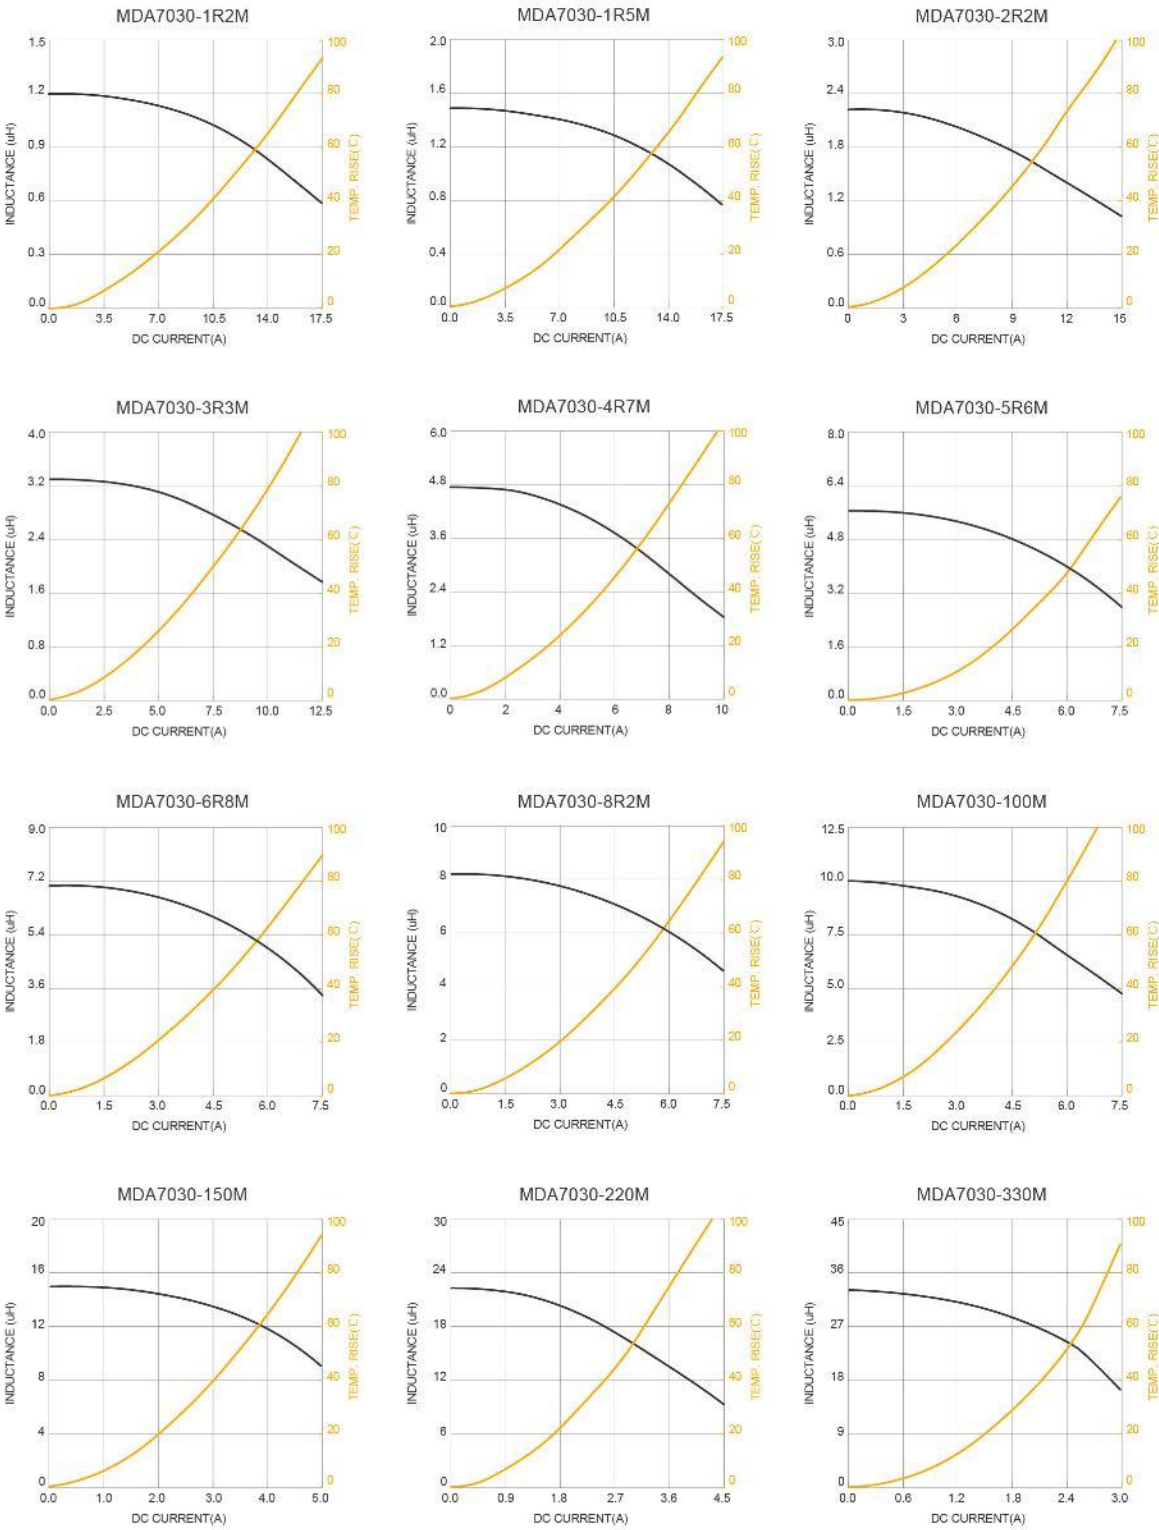 MDA7030-1R2M
1.5
1.2
0.9
0.6
0.3
0.0
INDUCTANCE (uH)
100
80
60
40
20
0
TEMP. RISE(℃)
0.0 3.5 7.0 10.5 14.0 17.5
DC CURRENT(A)
MDA7030-1R5M
2.0
1.6
1.2
0.8
0.4
0.0
INDUCTANCE (uH)
100
80
60
40
20
0
TEMP. RISE(℃)
0.0 3.5 7.0 10.5 14.0 17.5
DC CURRENT(A)
MDA7030-2R2M
3.0
2.4
1.8
1.2
0.6
0.0
INDUCTANCE (uH)
100
80
60
40
20
0
TEMP. RISE(℃)
0 3 6 9 12 15
DC CURRENT(A)
MDA7030-3R3M
4.0
3.2
2.4
1.6
0.8
0.0
INDUCTANCE (uH)
100
80
60
40
20
0
TEMP. RISE(℃)
0.0 2.5 5.0 7.5 10.0 12.5
DC CURRENT(A)
MDA7030-4R7M
6.0
4.8
3.6
2.4
1.2
0.0
INDUCTANCE (uH)
100
80
60
40
20
0
TEMP. RISE(℃)
0 2 4 6 8 10
DC CURRENT(A)
MDA7030-5R6M
8.0
6.4
4.8
3.2
1.6
0.0
INDUCTANCE (uH)
100
80
60
40
20
0
TEMP. RISE(℃)
0.0 1.5 3.0 4.5 6.0 7.5
DC CURRENT(A)
MDA7030-6R8M
9.0
7.2
5.4
3.6
1.8
0.0
INDUCTANCE (uH)
100
80
60
40
20
0
TEMP. RISE(℃)
0.0 1.5 3.0 4.5 6.0 7.5
DC CURRENT(A)
MDA7030-8R2M
10
8
6
4
2
0
INDUCTANCE (uH)
100
80
60
40
20
0
TEMP. RISE(℃)
0.0 1.5 3.0 4.5 6.0 7.5
DC CURRENT(A)
MDA7030-100M
12.5
10.0
7.5
5.0
2.5
0.0
INDUCTANCE (uH)
100
80
60
40
20
0
TEMP. RISE(℃)
0.0 1.5 3.0 4.5 6.0 7.5
DC CURRENT(A)
MDA7030-150M
20
16
12
8
4
0
INDUCTANCE (uH)
100
80
60
40
20
0
TEMP. RISE(℃)
0.0 1.0 2.0 3.0 4.0 5.0
DC CURRENT(A)
MDA7030-220M
30
24
18
12
6
0
INDUCTANCE (uH)
100
80
60
40
20
0
TEMP. RISE(℃)
0.0 0.9 1.8 2.7 3.6 4.5
DC CURRENT(A)
MDA7030-330M
45
36
27
18
9
0
INDUCTANCE (uH)
100
80
60
40
20
0
TEMP. RISE(℃)
0.0 0.6 1.2 1.8 2.4 3.0
DC CURRENT(A)